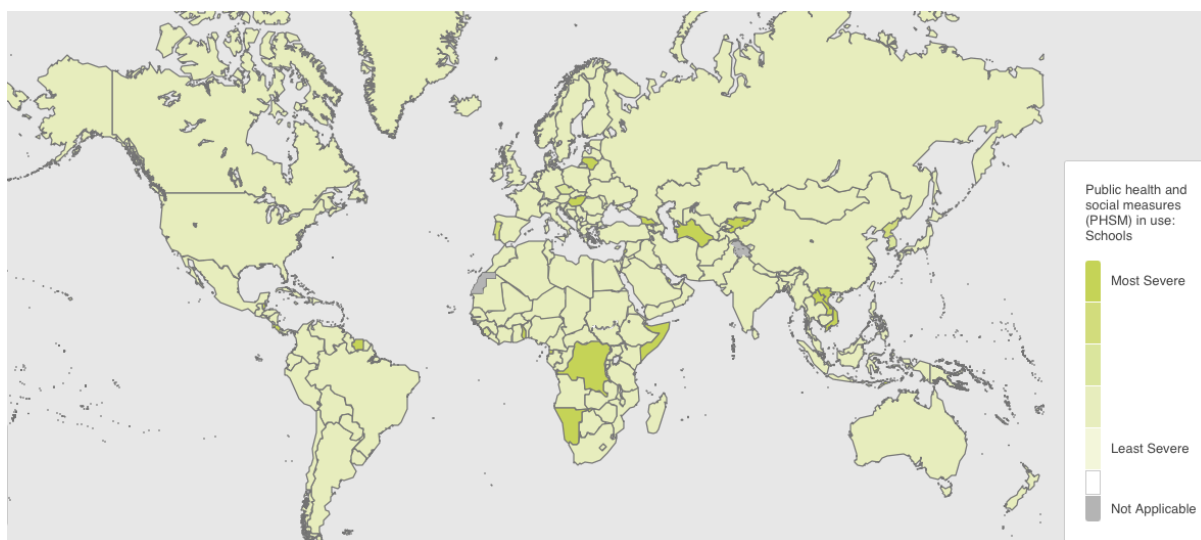 Public health and
social measures
(PHSM) in use:
Schools
Most Severe
Least Severe
Not Applicable